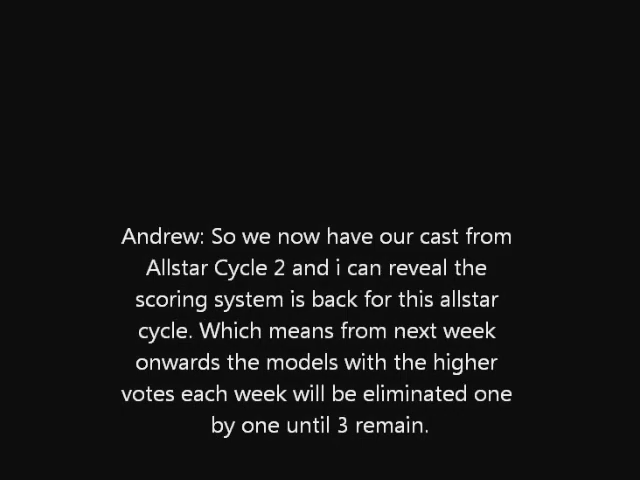 Andrew: So we now have our cast from
Allstar Cycle 2 and i can reveal the
scoring system is back for this allstar
cycle. Which means from next week
onwards the models with the higher
votes each week will be eliminated one
by one until 3 remain.